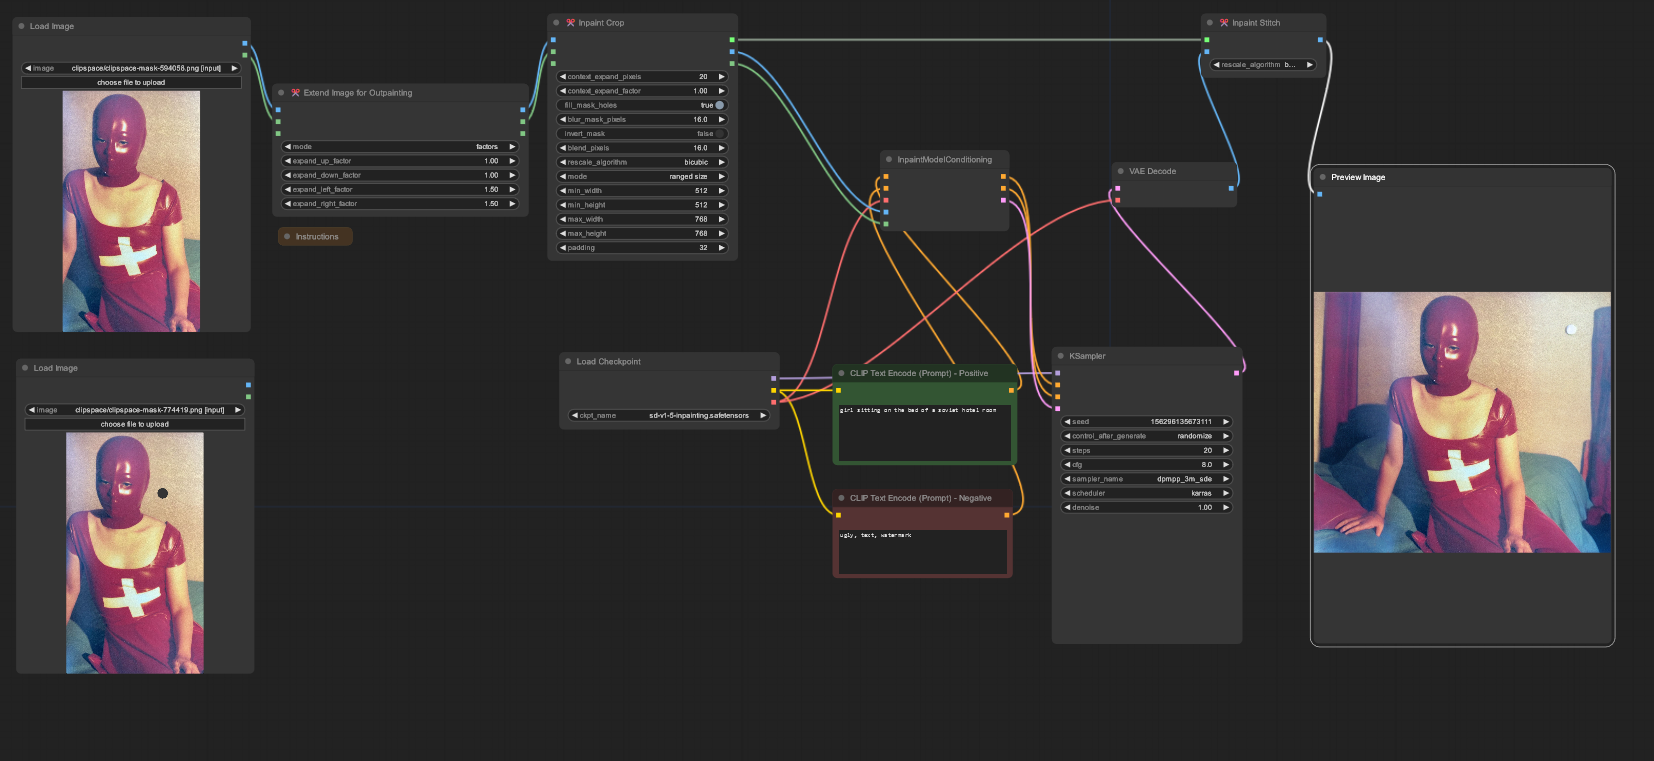 Load Image
image clipspace/clipspace-mask-594058.png [input]
choose file to upload
Extend Image for Outpainting
mode factors
expand_up_factor 1.00
expand_down_factor 1.00
expand_left_factor 1.50
expand_right_factor 1.50
Instructions
Inpaint Crop
context_expand_pixels 20
context_expand_factor 1.00
fill_mask_holes true
blur_mask_pixels 16.0
invert_mask false
blend_pixels 16.0
rescale_algorithm bicubic
mode ranged size
min_width 512
min_height 512
max_width 768
max_height 768
padding 32
InpaintModelConditioning
VAE Decode
Inpaint Stitch
rescale_algorithm b...
Preview Image
Load Image
image clipspace/clipspace-mask-774419.png [input]
choose file to upload
Load Checkpoint
ckpt_name sd-v1-5-inpainting.safetensors
CLIP Text Encode (Prompt) - Positive
girl sitting on the bed of a soviet hotel room
CLIP Text Encode (Prompt) - Negative
ugly, text, watermark
KSampler
seed 156296135673111
control_after_generate randomize
steps 20
cfg 8.0
sampler_name dpmpp_3m_sde
scheduler karras
denoise 1.00